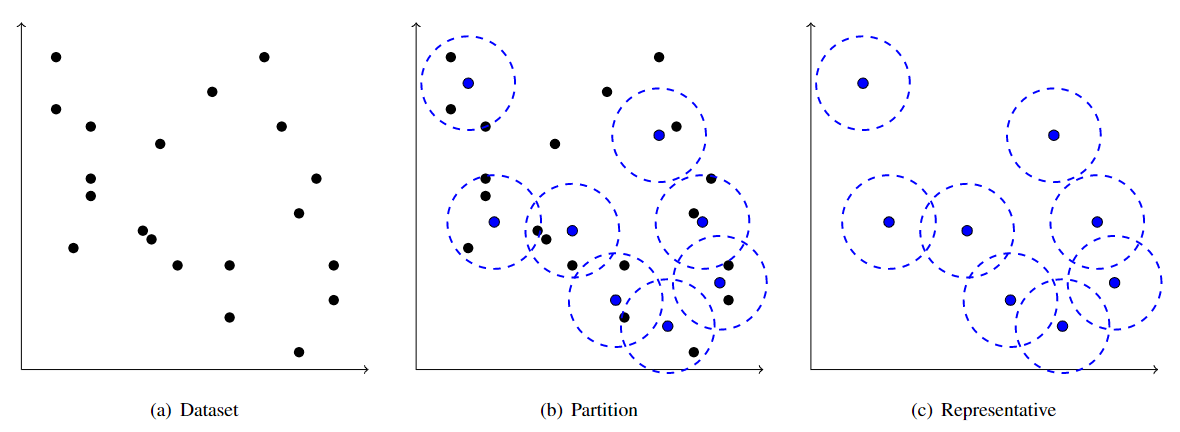 (a) Dataset
(b) Partition
(c) Representative